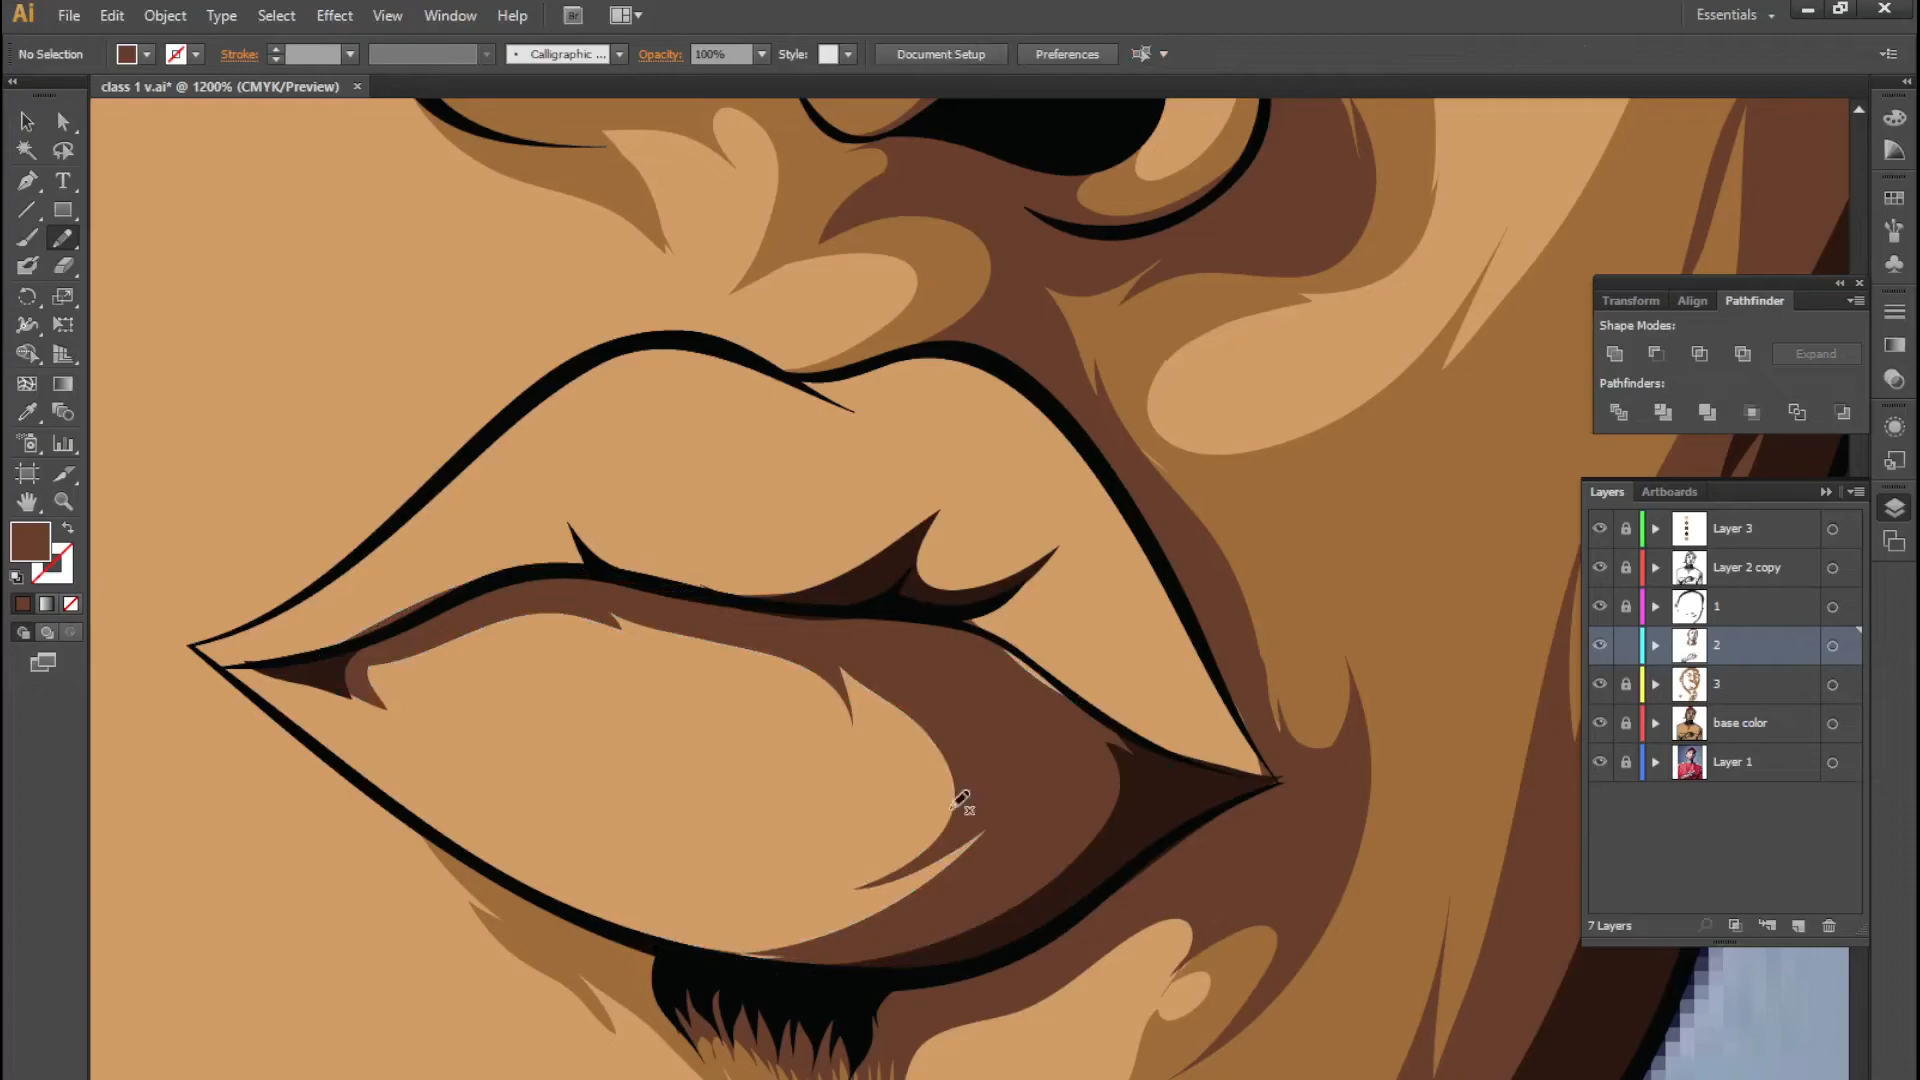 Ai File Edit Object Type Select Effect View Window Help Br Essentials
No Selection Stroke: Calligraphic ... Opacity: 100% Style: Document Setup Preferences
class 1 v.ai* @ 1200% (CMYK/Preview)
Transform Align Pathfinder
Shape Modes:
Expand
Pathfinders:
Layers Artboards
Layer 3
Layer 2 copy
1
2
3
base color
Layer 1
7 Layers